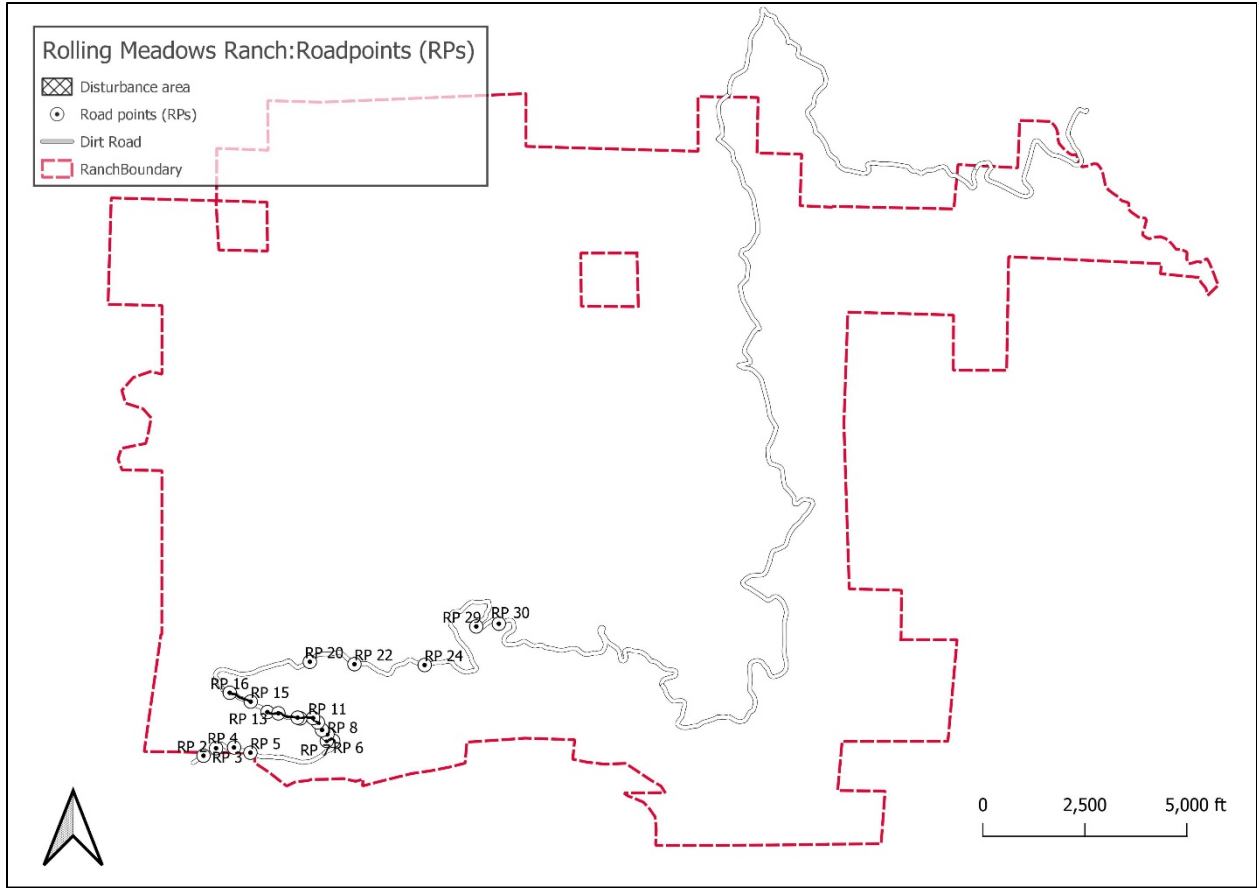 Rolling Meadows Ranch:Roadpoints (RPs)
Disturbance area
Road points (RPs)
Dirt Road
RanchBoundary
RP 29
RP 30
RP 20
RP 22
RP 24
RP 16
RP 15
RP 13
RP 11
RP 8
RP 2
RP 4
RP 3
RP 5
RP 7
RP 6
0
2,500
5,000 ft